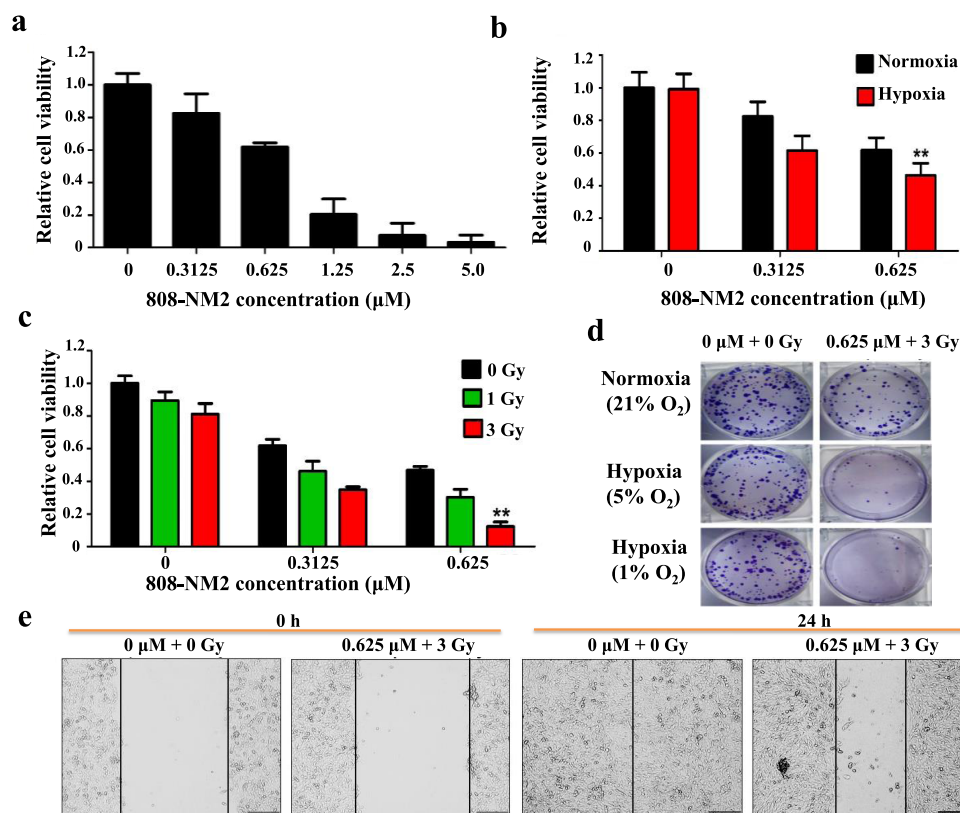 a
Relative cell viability
1.2
1.0
0.8
0.6
0.4
0.2
0
0 0.3125 0.625 1.25 2.5 5.0
808-NM2 concentration (µM)
b
Relative cell viability
1.2
1.0
0.8
0.6
0.4
0.2
0
Normoxia
Hypoxia
**
0 0.3125 0.625
808-NM2 concentration (µM)
c
Relative cell viability
1.2
1.0
0.8
0.6
0.4
0.2
0
0 Gy
1 Gy
3 Gy
**
0 0.3125 0.625
808-NM2 concentration (µM)
d
0 µM + 0 Gy 0.625 µM + 3 Gy
Normoxia
(21% O₂)
Hypoxia
(5% O₂)
Hypoxia
(1% O₂)
e
0 h 24 h
0 µM + 0 Gy 0.625 µM + 3 Gy 0 µM + 0 Gy 0.625 µM + 3 Gy